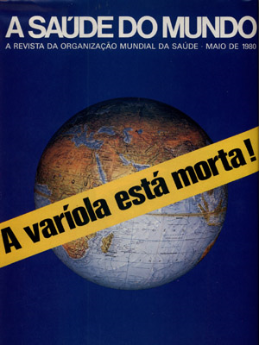 A SAÚDE DO MUNDO
A REVISTA DA ORGANIZAÇÃO MUNDIAL DA SAÚDE · MAIO DE 1980
A varíola está morta!